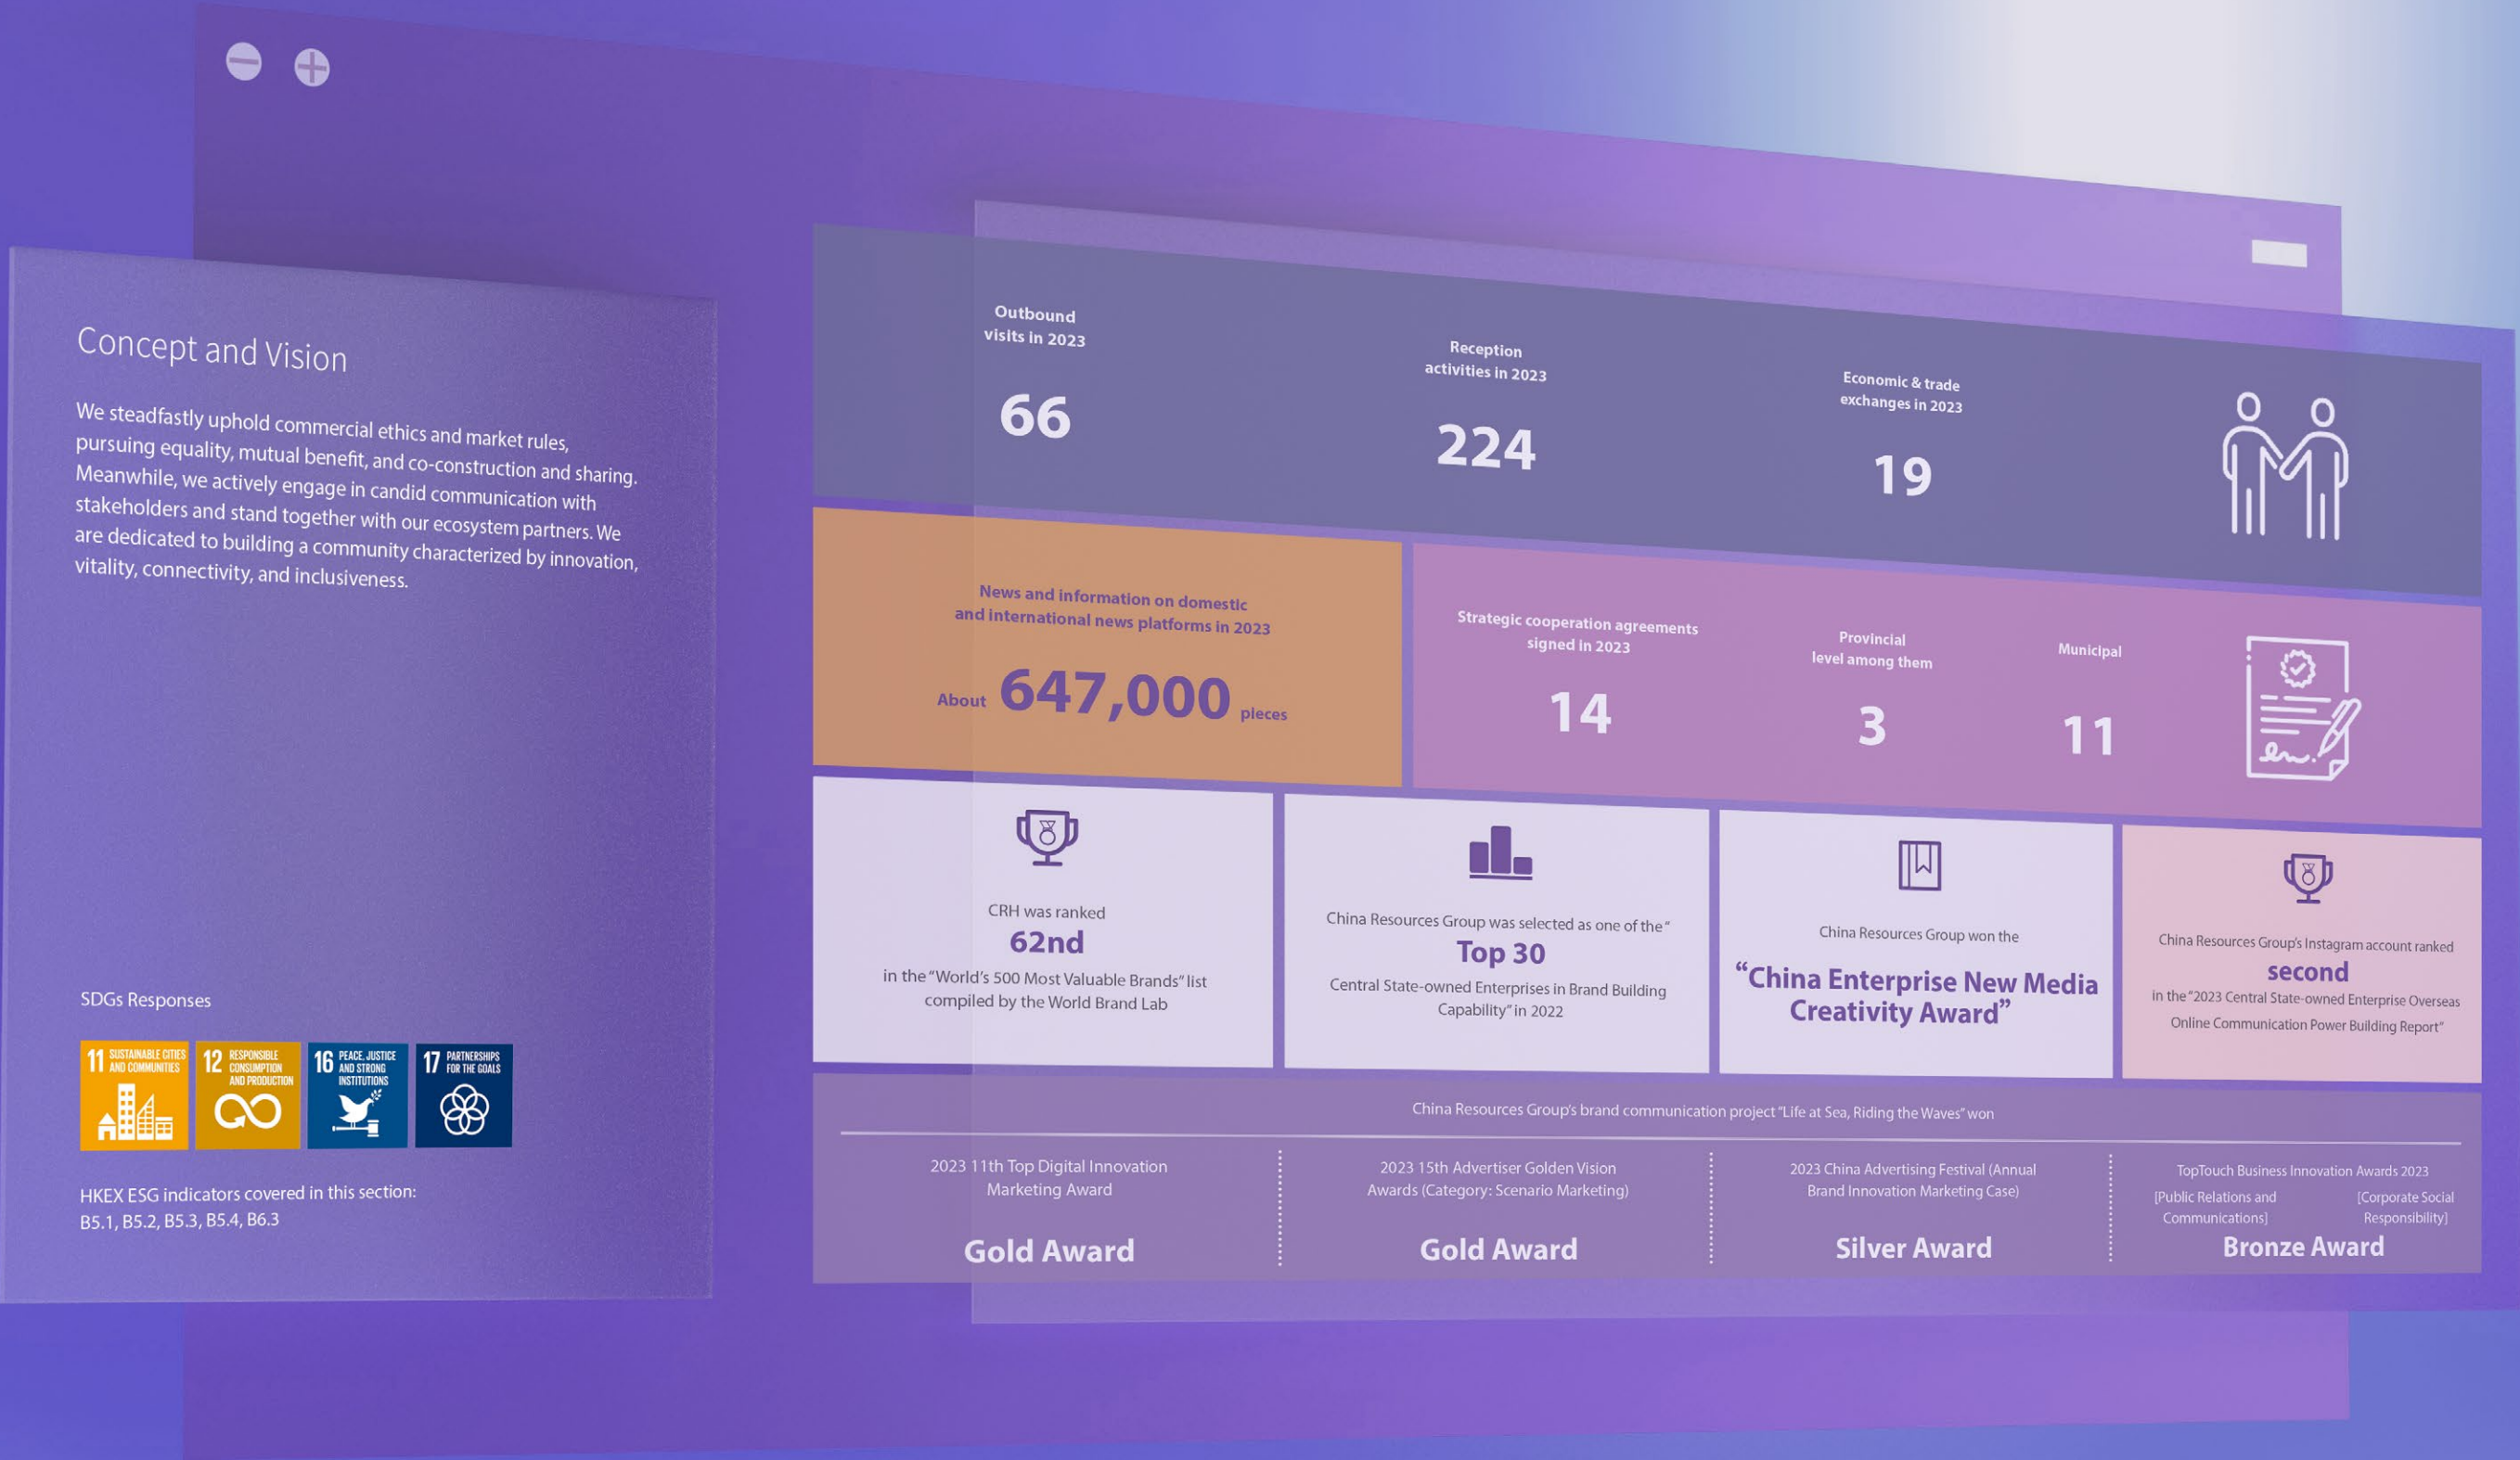 Concept and Vision
We steadfastly uphold commercial ethics and market rules,
pursuing equality, mutual benefit, and co-construction and sharing.
Meanwhile, we actively engage in candid communication with
stakeholders and stand together with our ecosystem partners. We
are dedicated to building a community characterized by innovation,
vitality, connectivity, and inclusiveness.
SDGs Responses
11 SUSTAINABLE CITIES
AND COMMUNITIES
12 RESPONSIBLE
CONSUMPTION
AND PRODUCTION
16 PEACE, JUSTICE
AND STRONG
INSTITUTIONS
17 PARTNERSHIPS
FOR THE GOALS
HKEX ESG indicators covered in this section:
B5.1, B5.2, B5.3, B5.4, B6.3
Outbound
visits in 2023
66
Reception
activities in 2023
224
Economic & trade
exchanges in 2023
19
News and information on domestic
and international news platforms in 2023
About 647,000 pieces
Strategic cooperation agreements
signed in 2023
14
Provincial
level among them
3
Municipal
11
CRH was ranked
62nd
in the "World's 500 Most Valuable Brands" list
compiled by the World Brand Lab
China Resources Group was selected as one of the "
Top 30
Central State-owned Enterprises in Brand Building
Capability" in 2022
China Resources Group won the
"China Enterprise New Media
Creativity Award"
China Resources Group's Instagram account ranked
second
in the "2023 Central State-owned Enterprise Overseas
Online Communication Power Building Report"
China Resources Group's brand communication project "Life at Sea, Riding the Waves" won
2023 11th Top Digital Innovation
Marketing Award
Gold Award
2023 15th Advertiser Golden Vision
Awards (Category: Scenario Marketing)
Gold Award
2023 China Advertising Festival (Annual
Brand Innovation Marketing Case)
Silver Award
TopTouch Business Innovation Awards 2023
[Public Relations and
Communications]
[Corporate Social
Responsibility]
Bronze Award